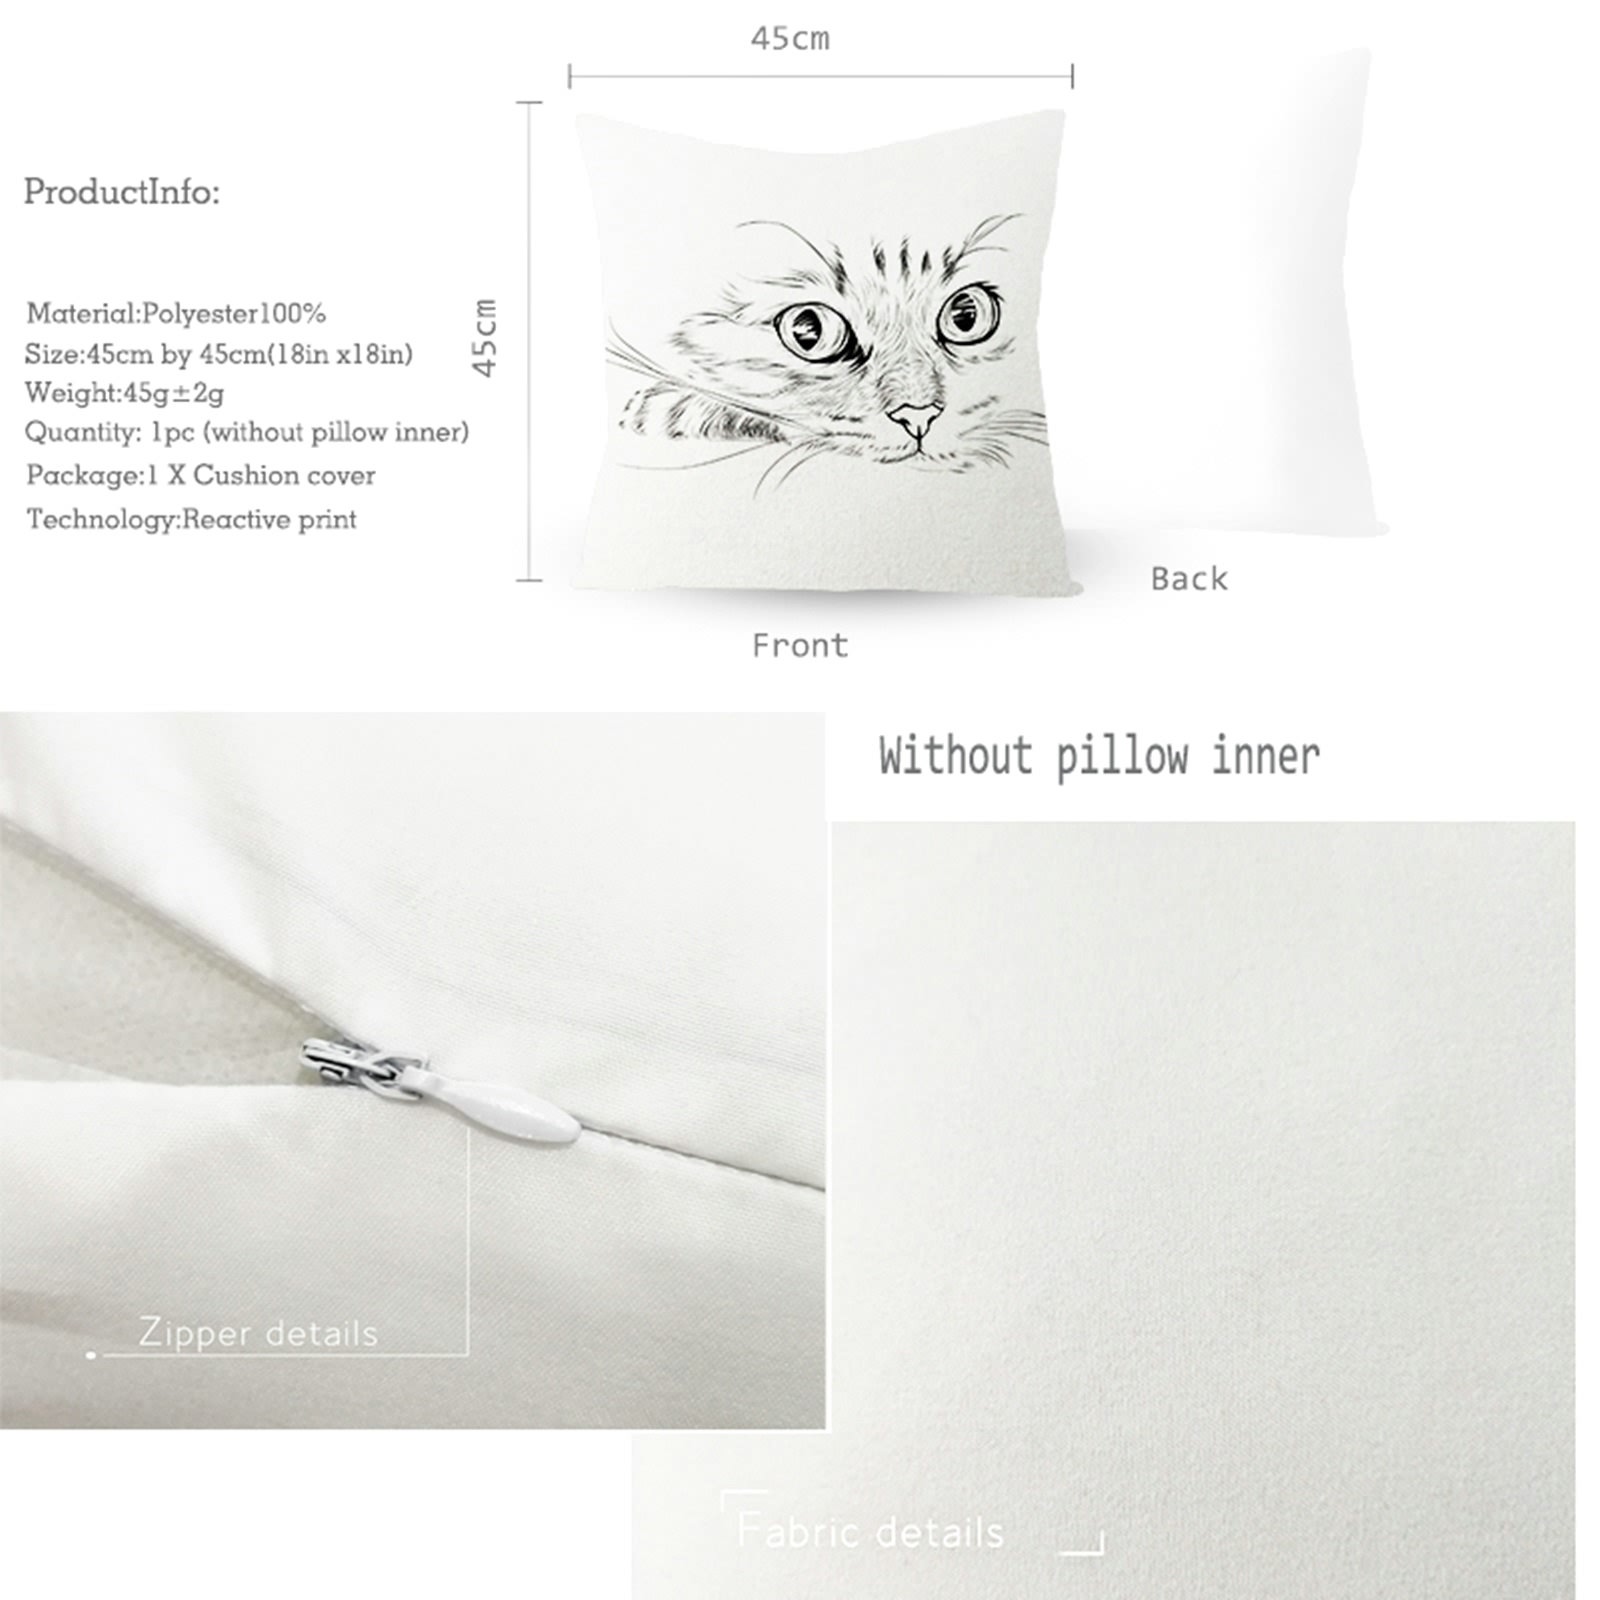 45cm
45cm
ProductInfo:
Material:Polyester100%
Size:45cm by 45cm(18in x18in)
Weight:45g±2g
Quantity: 1pc (without pillow inner)
Package:1 X Cushion cover
Technology:Reactive print
Back
Front
Without pillow inner
Zipper details
Fabric details